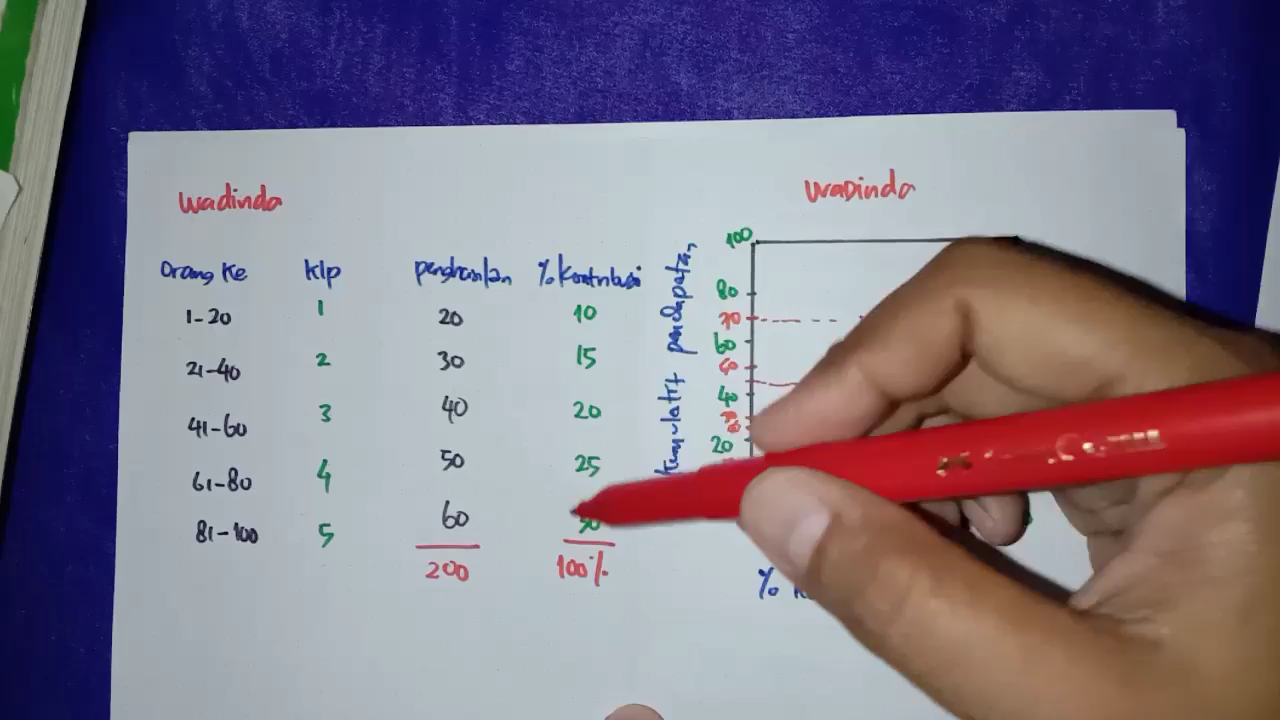 Wadinda
Orang Ke Klp penghasilan % Kontribusi
1-20 1 20 10
21-40 2 30 15
41-60 3 40 20
61-80 4 50 25
81-100 5 60 30
200 100%
WADinda
kumulatif pendapatan
100
80
70
60
40
20
%